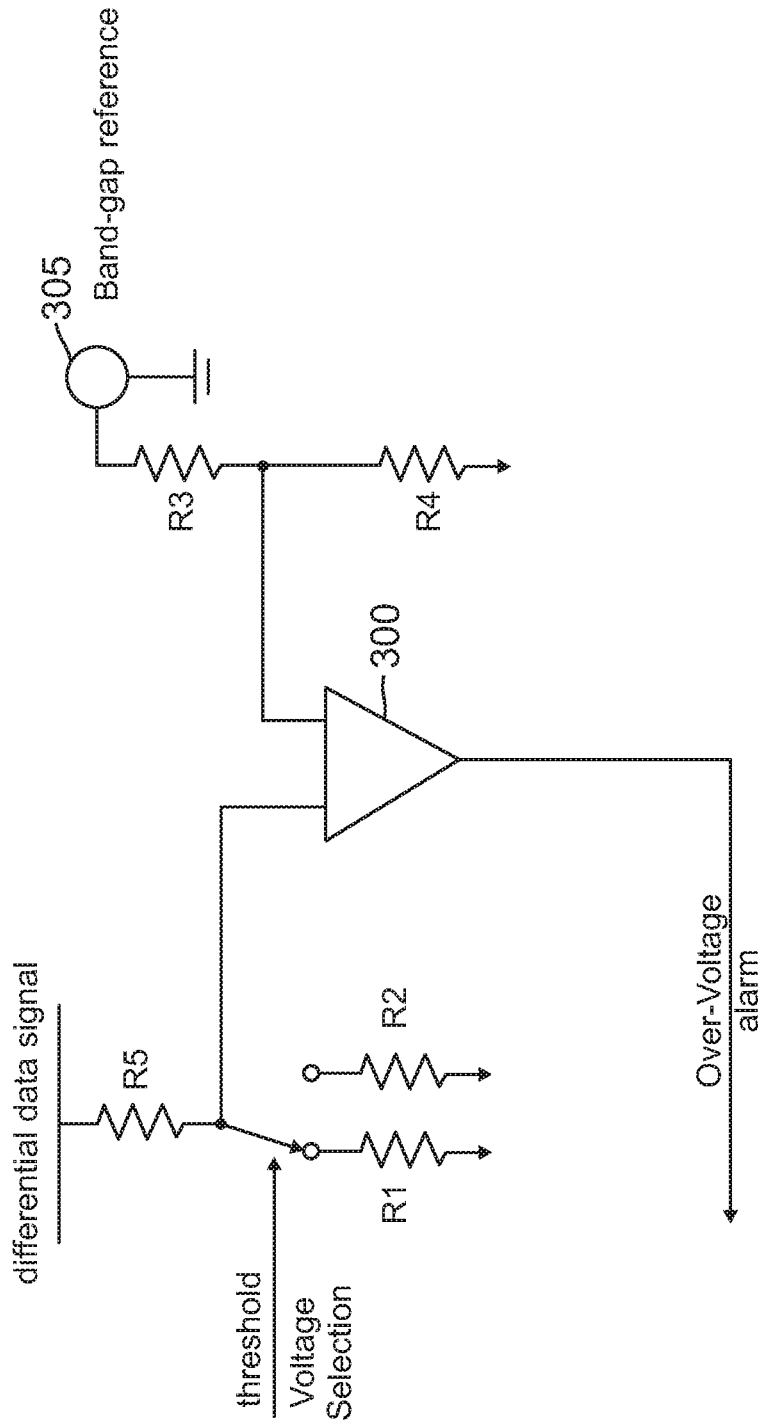 differential data signal
R5
threshold
Voltage
Selection
R1
R2
300
Over-Voltage
alarm
R3
R4
305
Band-gap reference